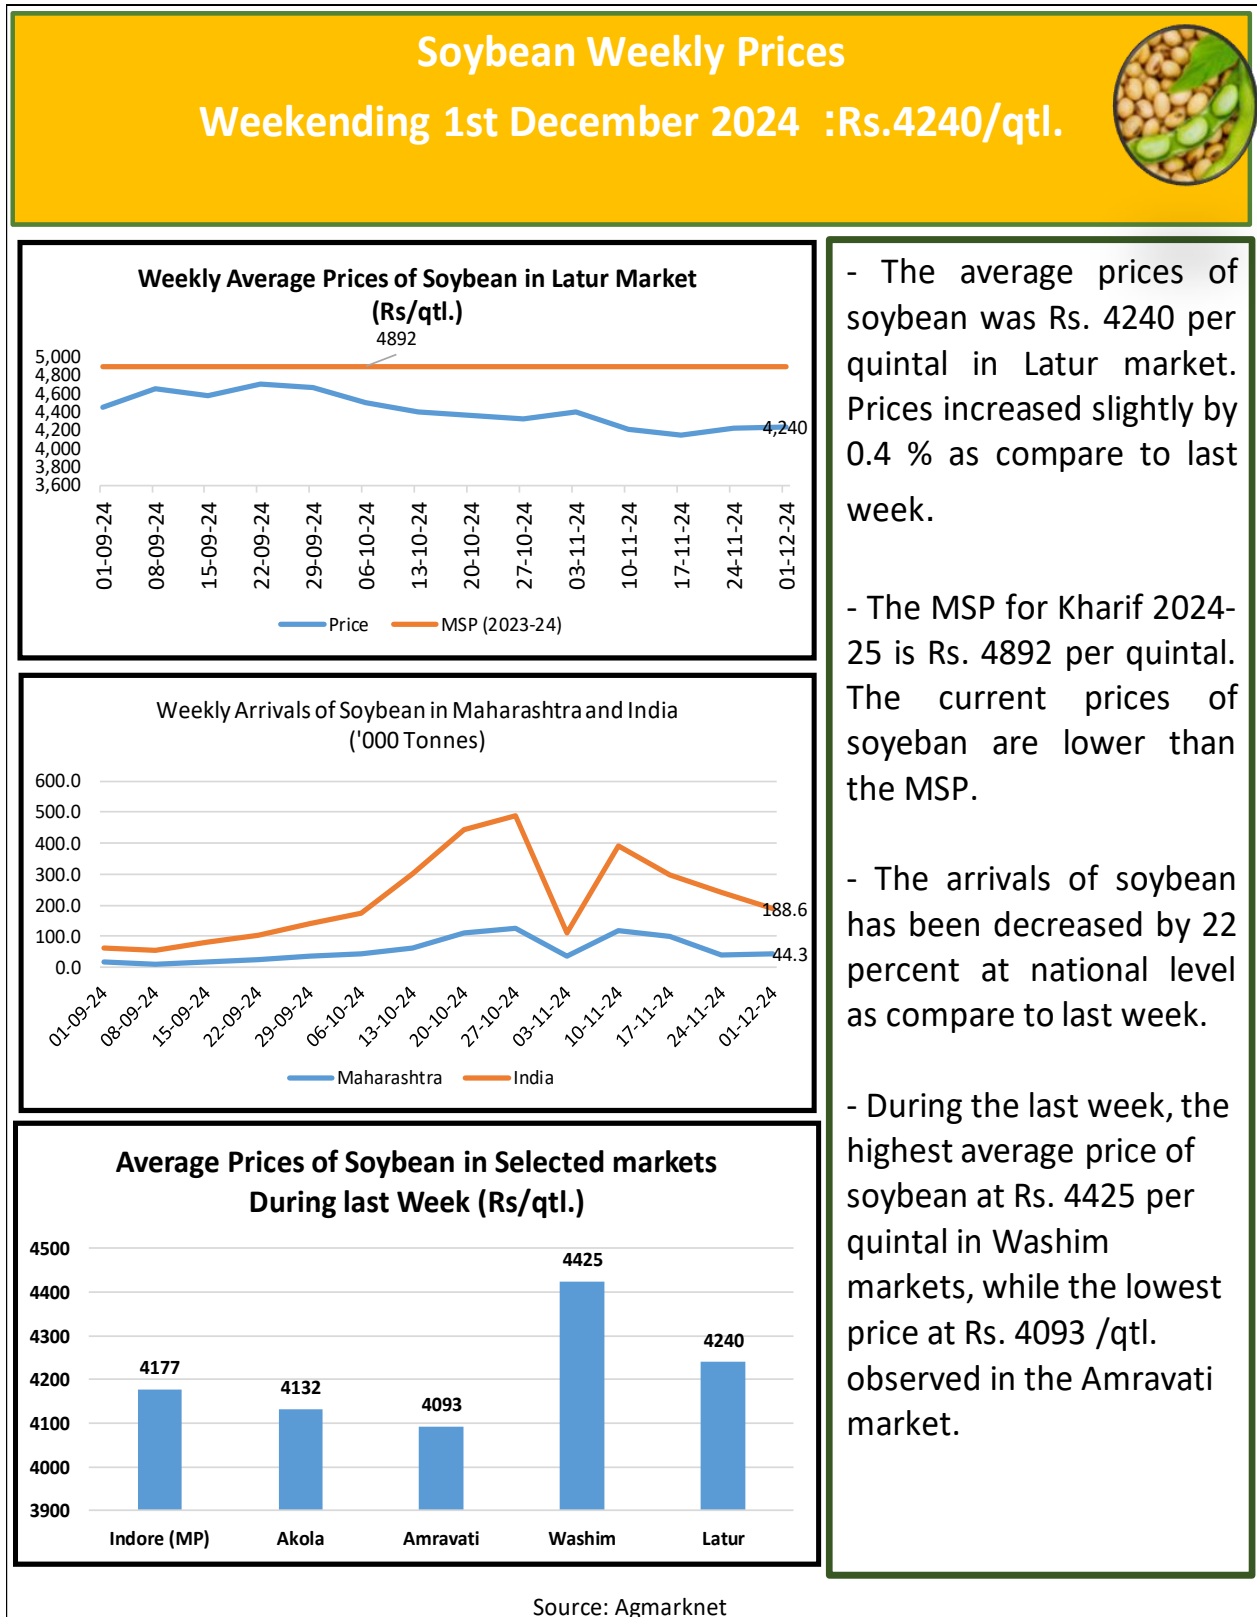 Soybean Weekly Prices
Weekending 1st December 2024 :Rs.4240/qtl.
Weekly Average Prices of Soybean in Latur Market
(Rs/qtl.)
4892
5,000
4,800
4,600
4,400
4,200
4,000
3,800
3,600
4,240
01-09-24
08-09-24
15-09-24
22-09-24
29-09-24
06-10-24
13-10-24
20-10-24
27-10-24
03-11-24
10-11-24
17-11-24
24-11-24
01-12-24
Price
MSP (2023-24)
Weekly Arrivals of Soybean in Maharashtra and India
('000 Tonnes)
600.0
500.0
400.0
300.0
200.0
100.0
0.0
188.6
44.3
01-09-24
08-09-24
15-09-24
22-09-24
29-09-24
06-10-24
13-10-24
20-10-24
27-10-24
03-11-24
10-11-24
17-11-24
24-11-24
01-12-24
Maharashtra
India
Average Prices of Soybean in Selected markets
During last Week (Rs/qtl.)
4500
4400
4300
4200
4100
4000
3900
4177
4132
4093
4425
4240
Indore (MP)
Akola
Amravati
Washim
Latur
- The average prices of
soybean was Rs. 4240 per
quintal in Latur market.
Prices increased slightly by
0.4 % as compare to last
week.
- The MSP for Kharif 2024-
25 is Rs. 4892 per quintal.
The current prices of
soyeban are lower than
the MSP.
- The arrivals of soybean
has been decreased by 22
percent at national level
as compare to last week.
- During the last week, the
highest average price of
soybean at Rs. 4425 per
quintal in Washim
markets, while the lowest
price at Rs. 4093 /qtl.
observed in the Amravati
market.
Source: Agmarknet